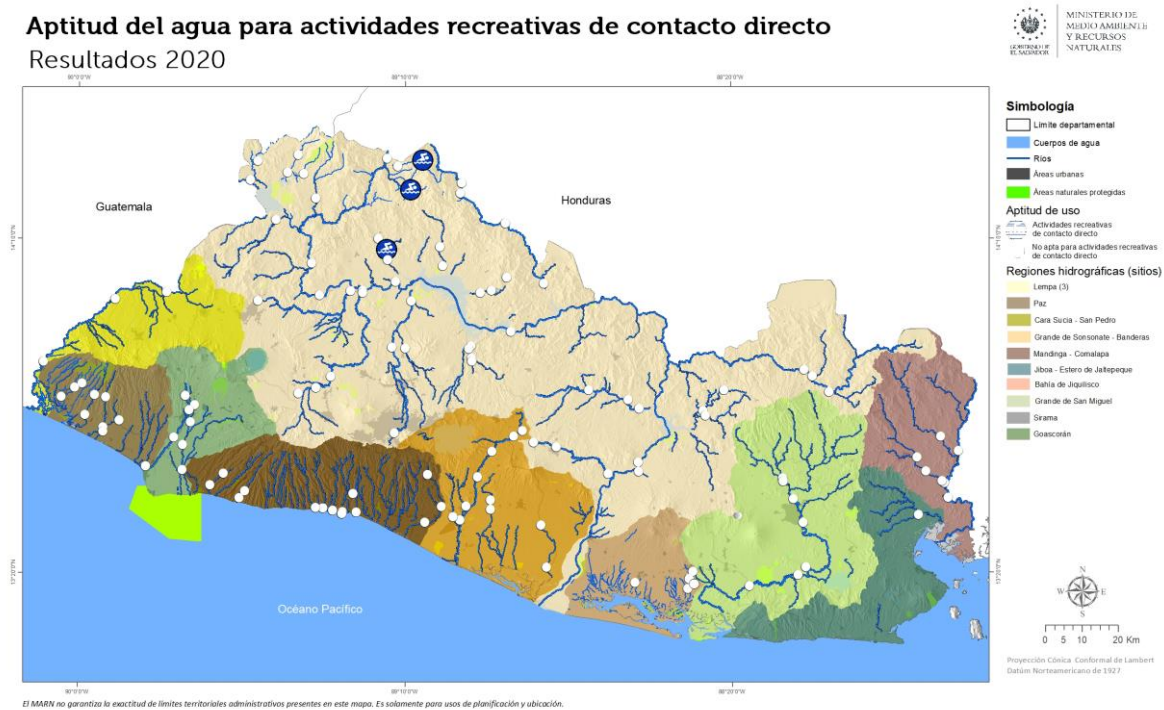 Aptitud del agua para actividades recreativas de contacto directo
Resultados 2020
GOBIERNO DE
EL SALVADOR
MINISTERIO DE
MEDIO AMBIENTE
Y RECURSOS
NATURALES
Guatemala
Honduras
Océano Pacífico
Simbología
Límite departamental
Cuerpos de agua
Ríos
Áreas urbanas
Áreas naturales protegidas
Aptitud de uso
Actividades recreativas
de contacto directo
No apta para actividades recreativas
de contacto directo
Regiones hidrográficas (sitios)
Lempa (3)
Paz
Cara Sucia - San Pedro
Grande de Sonsonate - Banderas
Mandinga - Comalapa
Jiboa - Estero de Jaltepeque
Bahía de Jiquilisco
Grande de San Miguel
Sirama
Goascorán
N
W
E
S
0 5 10 20 Km
Proyección Cónica Conformal de Lambert
Datúm Norteamericano de 1927
El MARN no garantiza la exactitud de límites territoriales administrativos presentes en este mapa. Es solamente para usos de planificación y ubicación.